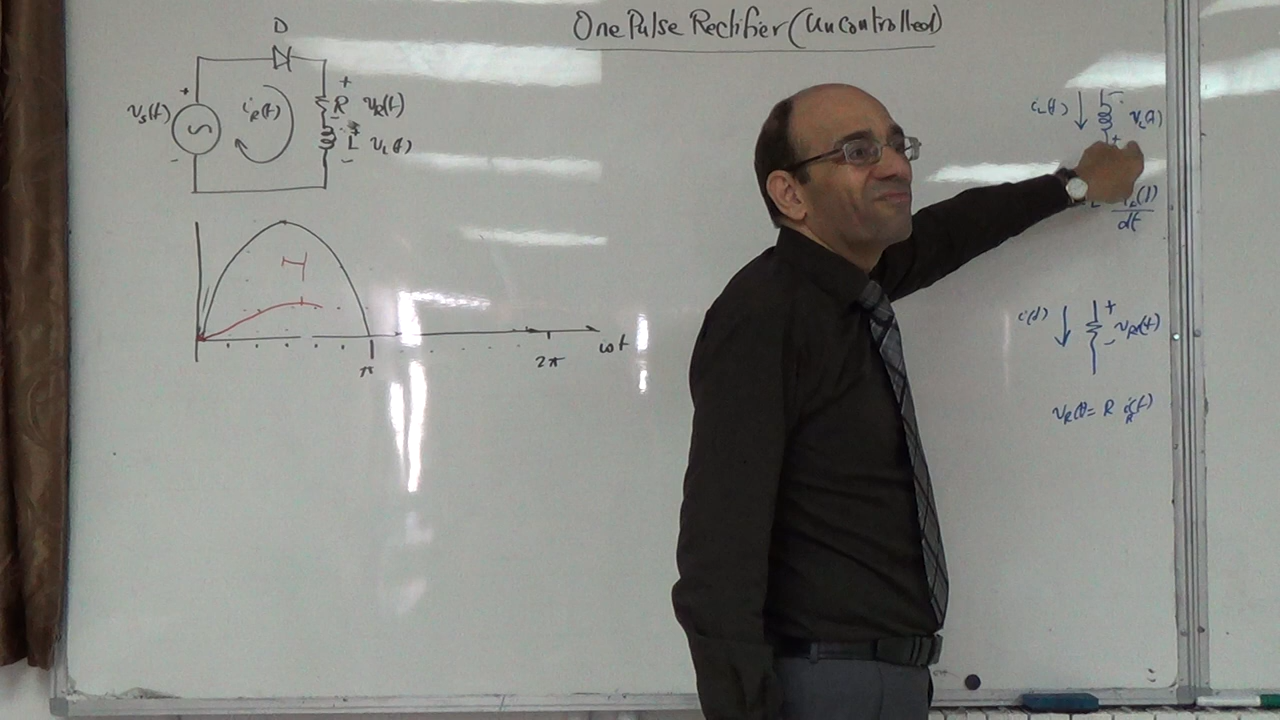 One Pulse Rectifier (Uncontrolled)
D
+
vs(t)
-
iR(t)
+
R vR(t)
-
+
L vL(t)
-
π
2π
ωt
iL(t)
-
vL(t)
+
dt
i(t)
+
vR(t)
-
vR(t) = R iR(t)